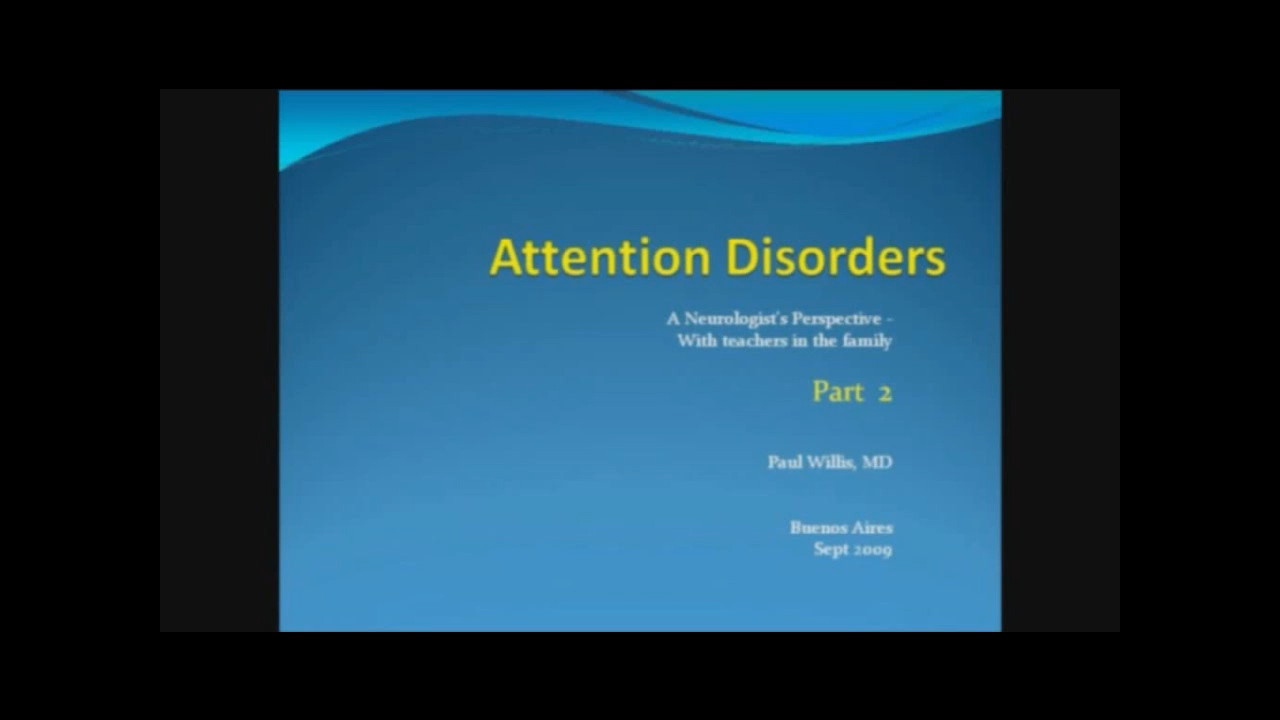 Attention Disorders
A Neurologist's Perspective -
With teachers in the family
Part 2
Paul Willis, MD
Buenos Aires
Sept 2009